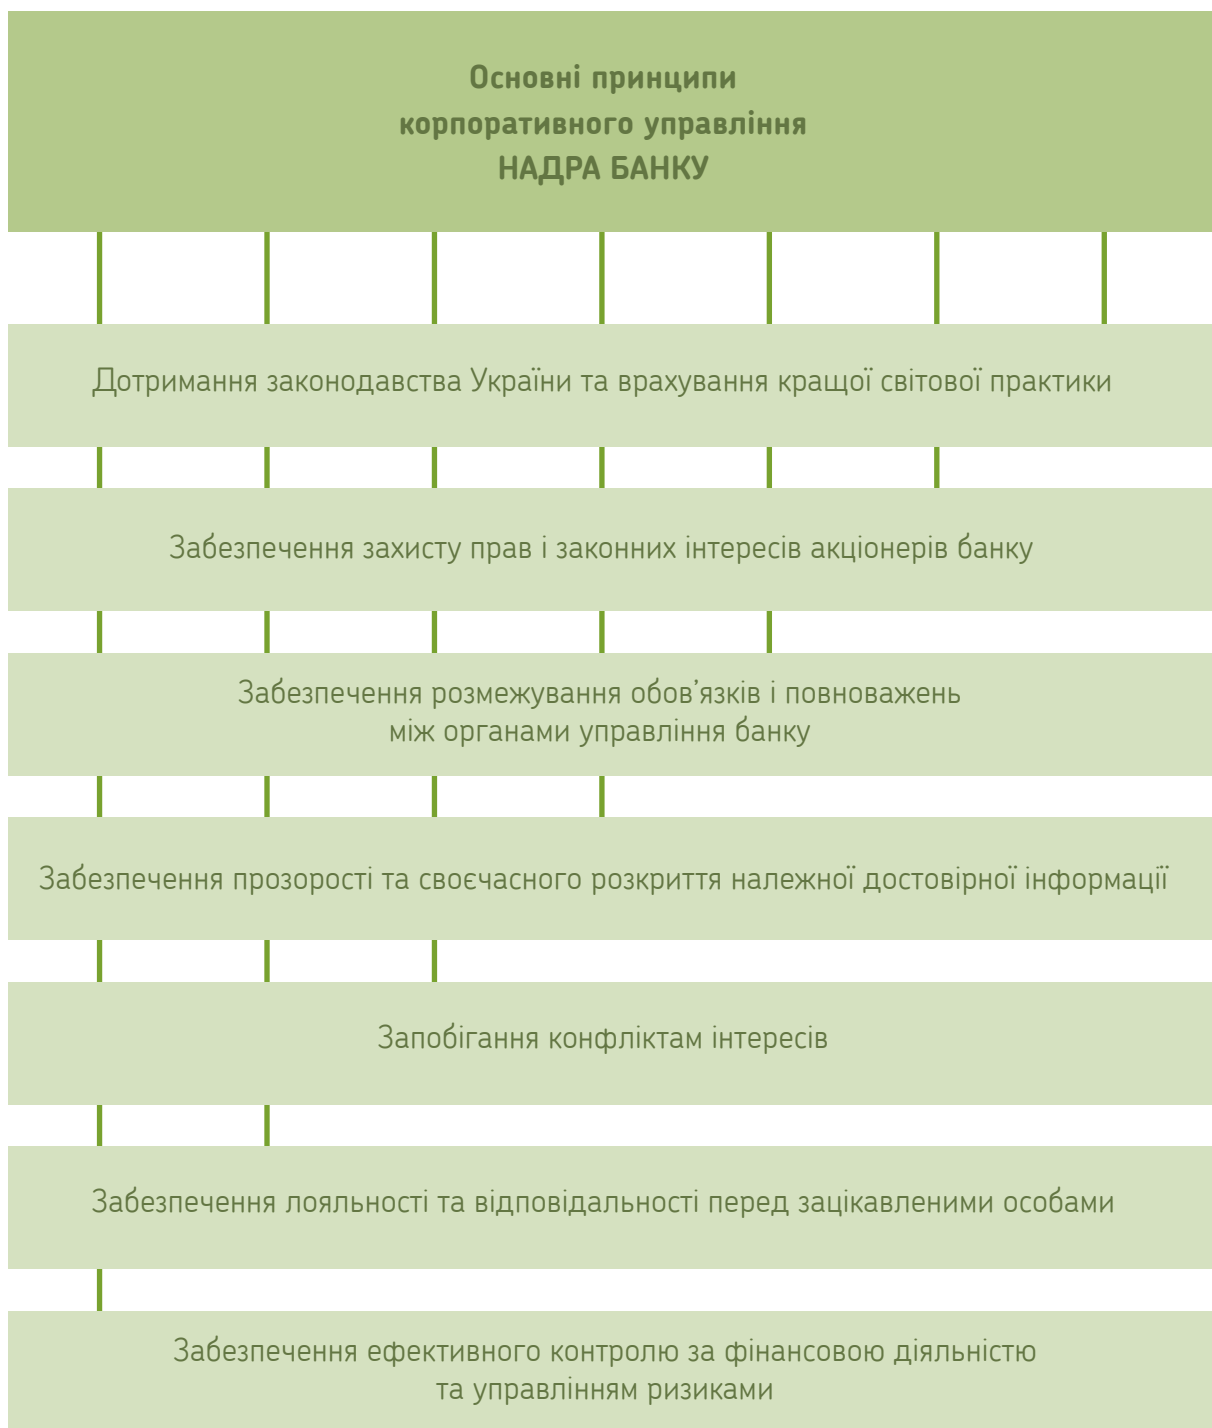 Основні принципи
корпоративного управління
НАДРА БАНКУ
Дотримання законодавства України та врахування кращої світової практики
Забезпечення захисту прав і законних інтересів акціонерів банку
Забезпечення розмежування обов’язків і повноважень
між органами управління банку
Забезпечення прозорості та своєчасного розкриття належної достовірної інформації
Запобігання конфліктам інтересів
Забезпечення лояльності та відповідальності перед зацікавленими особами
Забезпечення ефективного контролю за фінансовою діяльністю
та управлінням ризиками